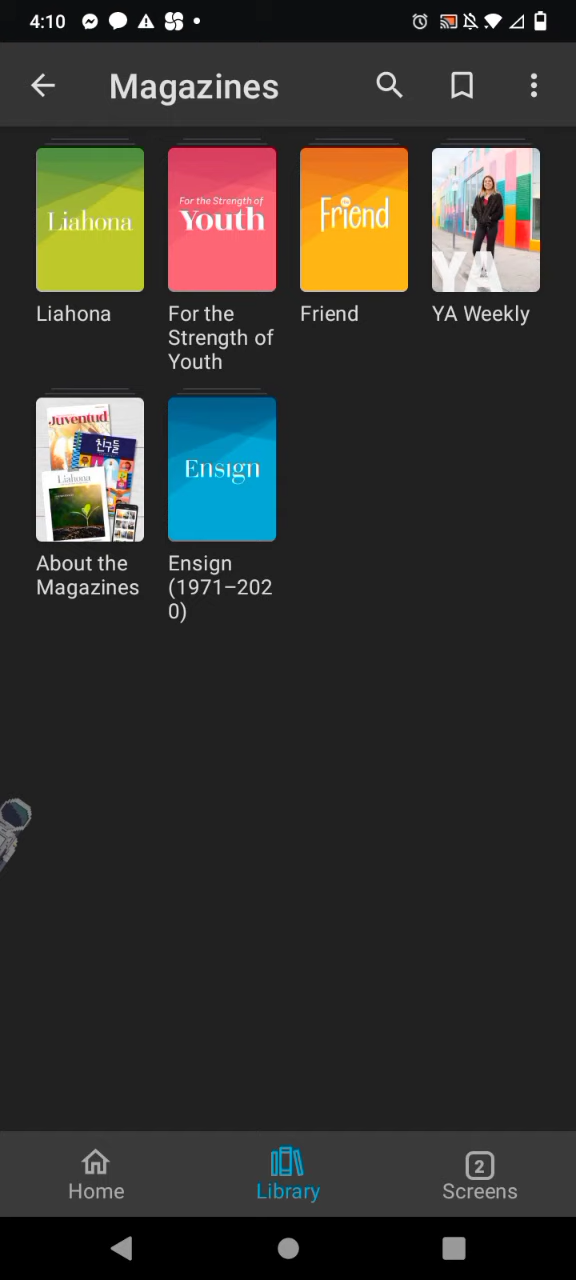 4:10
Magazines
Liahona
For the Strength of
Youth
Friend
YA
Liahona
For the
Strength of
Youth
Friend
YA Weekly
Juventud
친구들
Liahona
Ensign
About the
Magazines
Ensign
(1971–202
0)
Home
Library
2
Screens